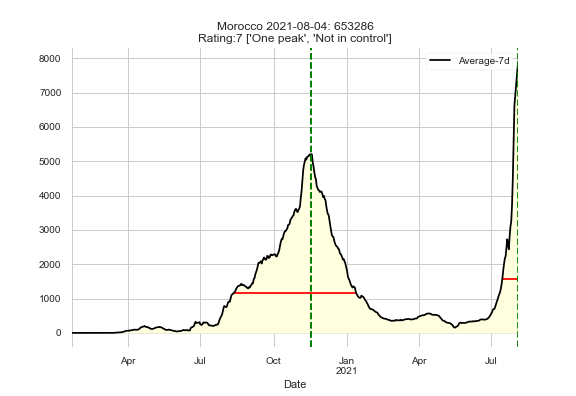 Morocco 2021-08-04: 653286
Rating:7 ['One peak', 'Not in control']
Average-7d
8000
7000
6000
5000
4000
3000
2000
1000
0
Apr
Jul
Oct
Jan
2021
Apr
Jul
Date